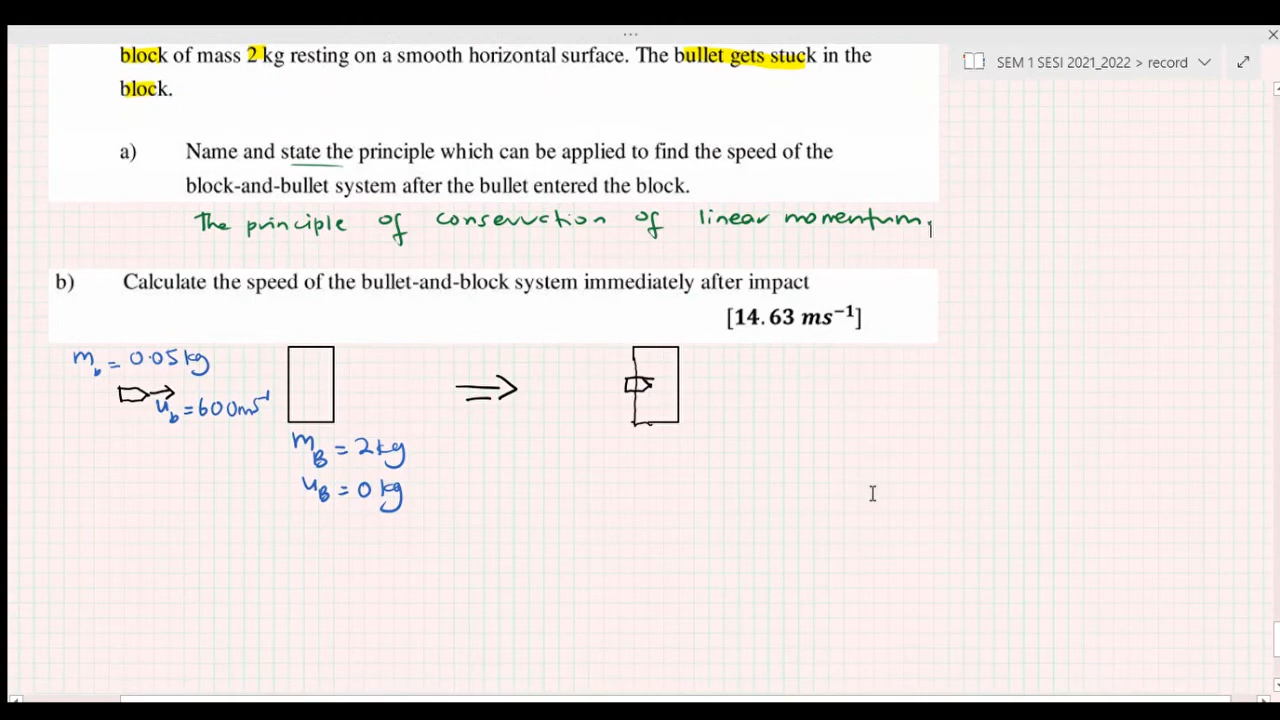 block of mass 2 kg resting on a smooth horizontal surface. The bullet gets stuck in the
block.
SEM 1 SESI 2021_2022 > record
a) Name and state the principle which can be applied to find the speed of the
block-and-bullet system after the bullet entered the block.
The principle of conservation of linear momentum,
b) Calculate the speed of the bullet-and-block system immediately after impact
[14.63 ms⁻¹]
m_b = 0.05 kg
u_b = 600 ms⁻¹
⇒
m_B = 2 kg
u_B = 0 kg